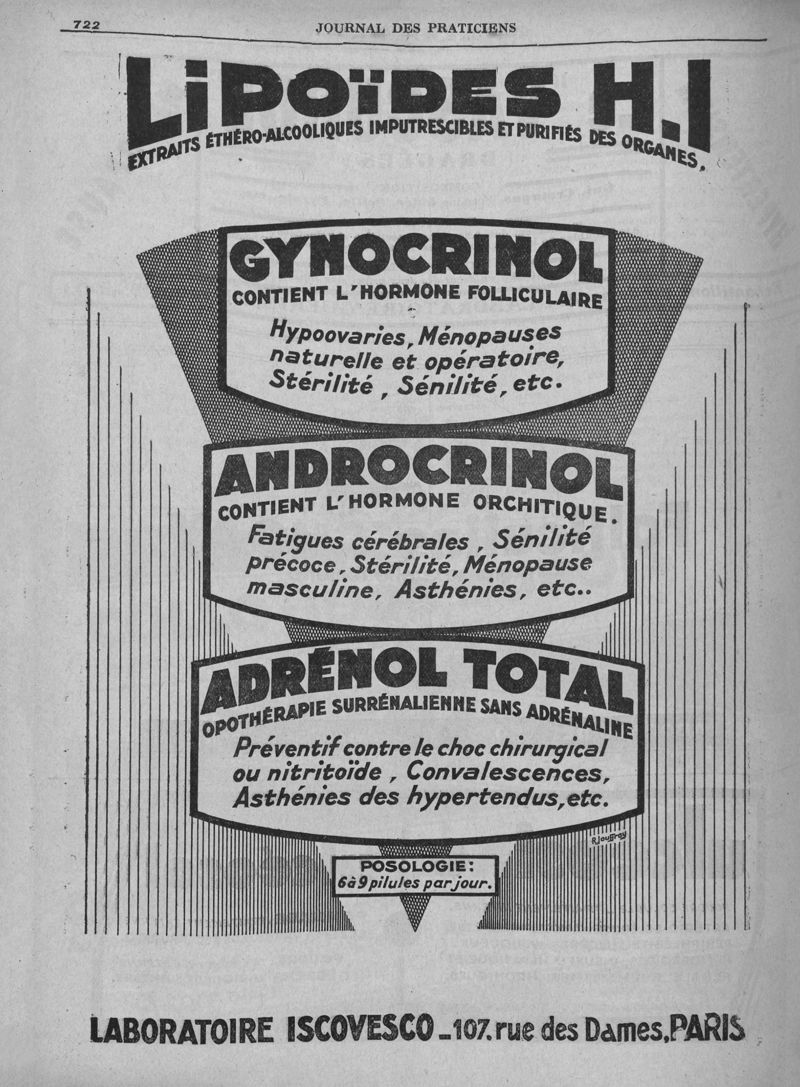 722
JOURNAL DES PRATICIENS
LiPOÏDES H.I
EXTRAITS ÉTHÉRO-ALCOOLIQUES IMPUTRESCIBLES ET PURIFIÉS DES ORGANES.
GYNOCRINOL
CONTIENT L'HORMONE FOLLICULAIRE
Hypoovaries, Ménopauses
naturelle et opératoire,
Stérilité, Sénilité, etc.
ANDROCRINOL
CONTIENT L'HORMONE ORCHITIQUE.
Fatigues cérébrales, Sénilité
précoce, Stérilité, Ménopause
masculine, Asthénies, etc..
ADRÉNOL TOTAL
OPOTHÉRAPIE SURRÉNALIENNE SANS ADRÉNALINE
Préventif contre le choc chirurgical
ou nitritoïde, Convalescences,
Asthénies des hypertendus, etc.
R. Jouffroy
POSOLOGIE:
6 à 9 pilules par jour.
LABORATOIRE ISCOVESCO_107. rue des Dames. PARIS